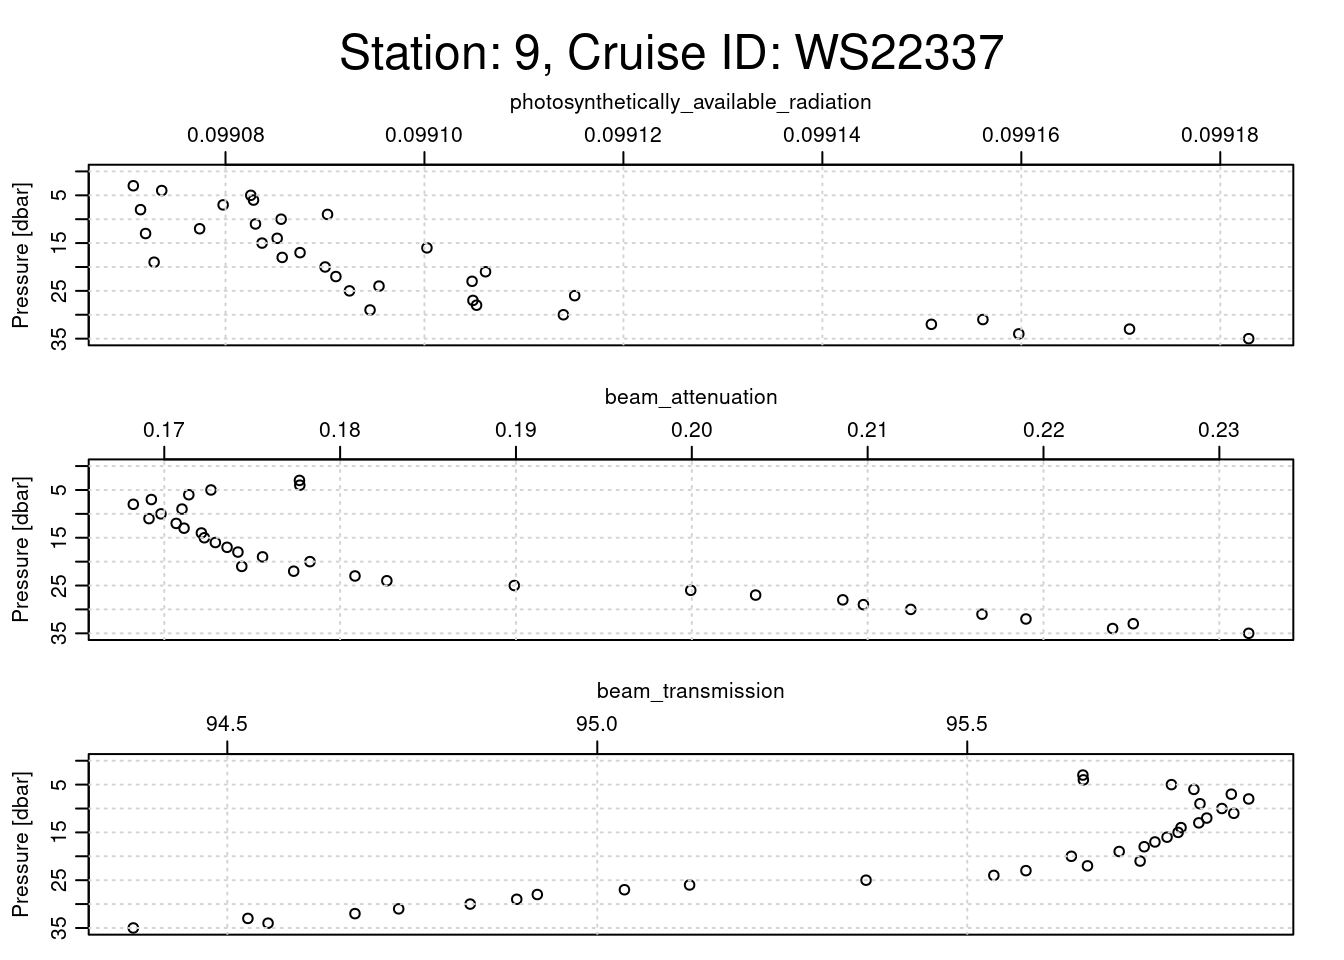 Station: 9, Cruise ID: WS22337
photosynthetically_available_radiation
0.09908 0.09910 0.09912 0.09914 0.09916 0.09918
Pressure [dbar]
5
15
25
35
beam_attenuation
0.17 0.18 0.19 0.20 0.21 0.22 0.23
Pressure [dbar]
5
15
25
35
beam_transmission
94.5 95.0 95.5
Pressure [dbar]
5
15
25
35